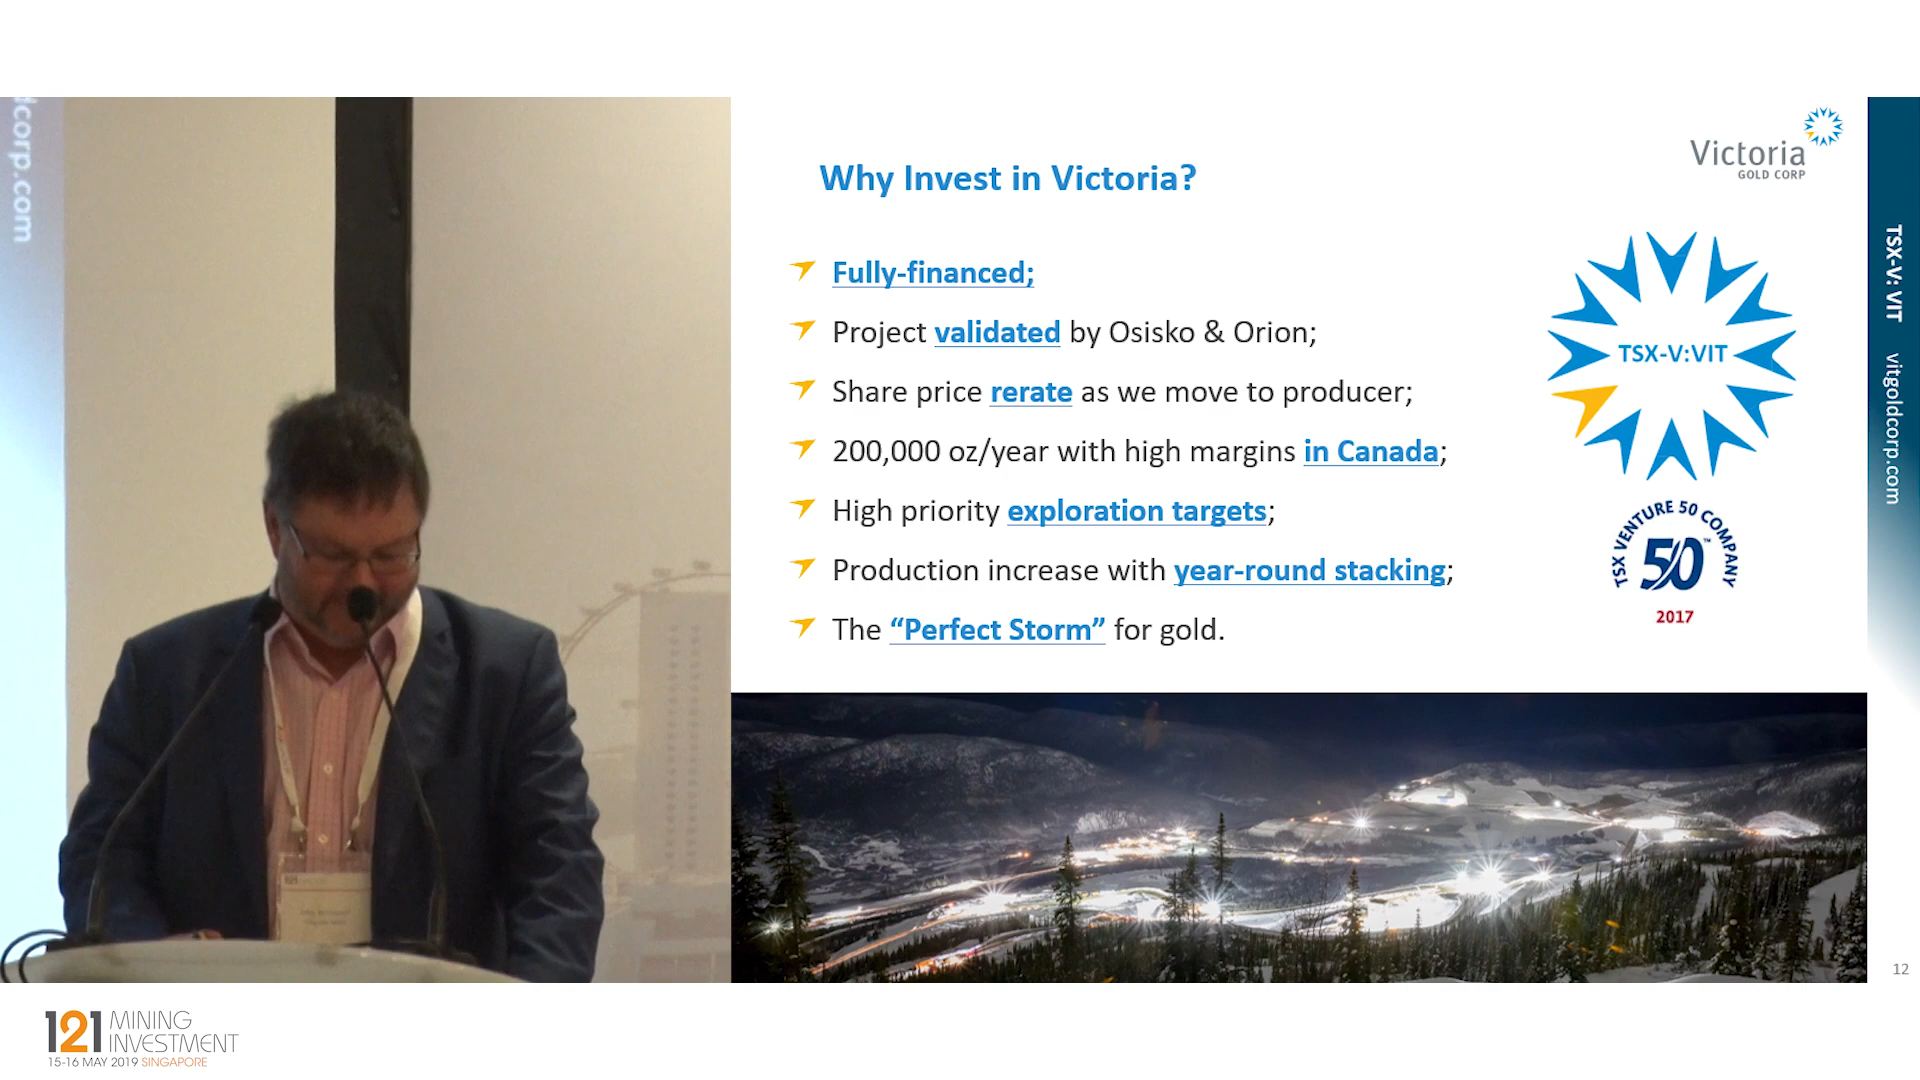 dcorp.com
Why Invest in Victoria?
Victoria
GOLD CORP
Fully-financed;
Project validated by Osisko & Orion;
Share price rerate as we move to producer;
200,000 oz/year with high margins in Canada;
High priority exploration targets;
Production increase with year-round stacking;
The “Perfect Storm” for gold.
TSX-V:VIT
TSX VENTURE 50 COMPANY
50™
2017
TSX-V: VIT vitgoldcorp.com
12
121
121 MINING
INVESTMENT
15-16 MAY 2019 SINGAPORE